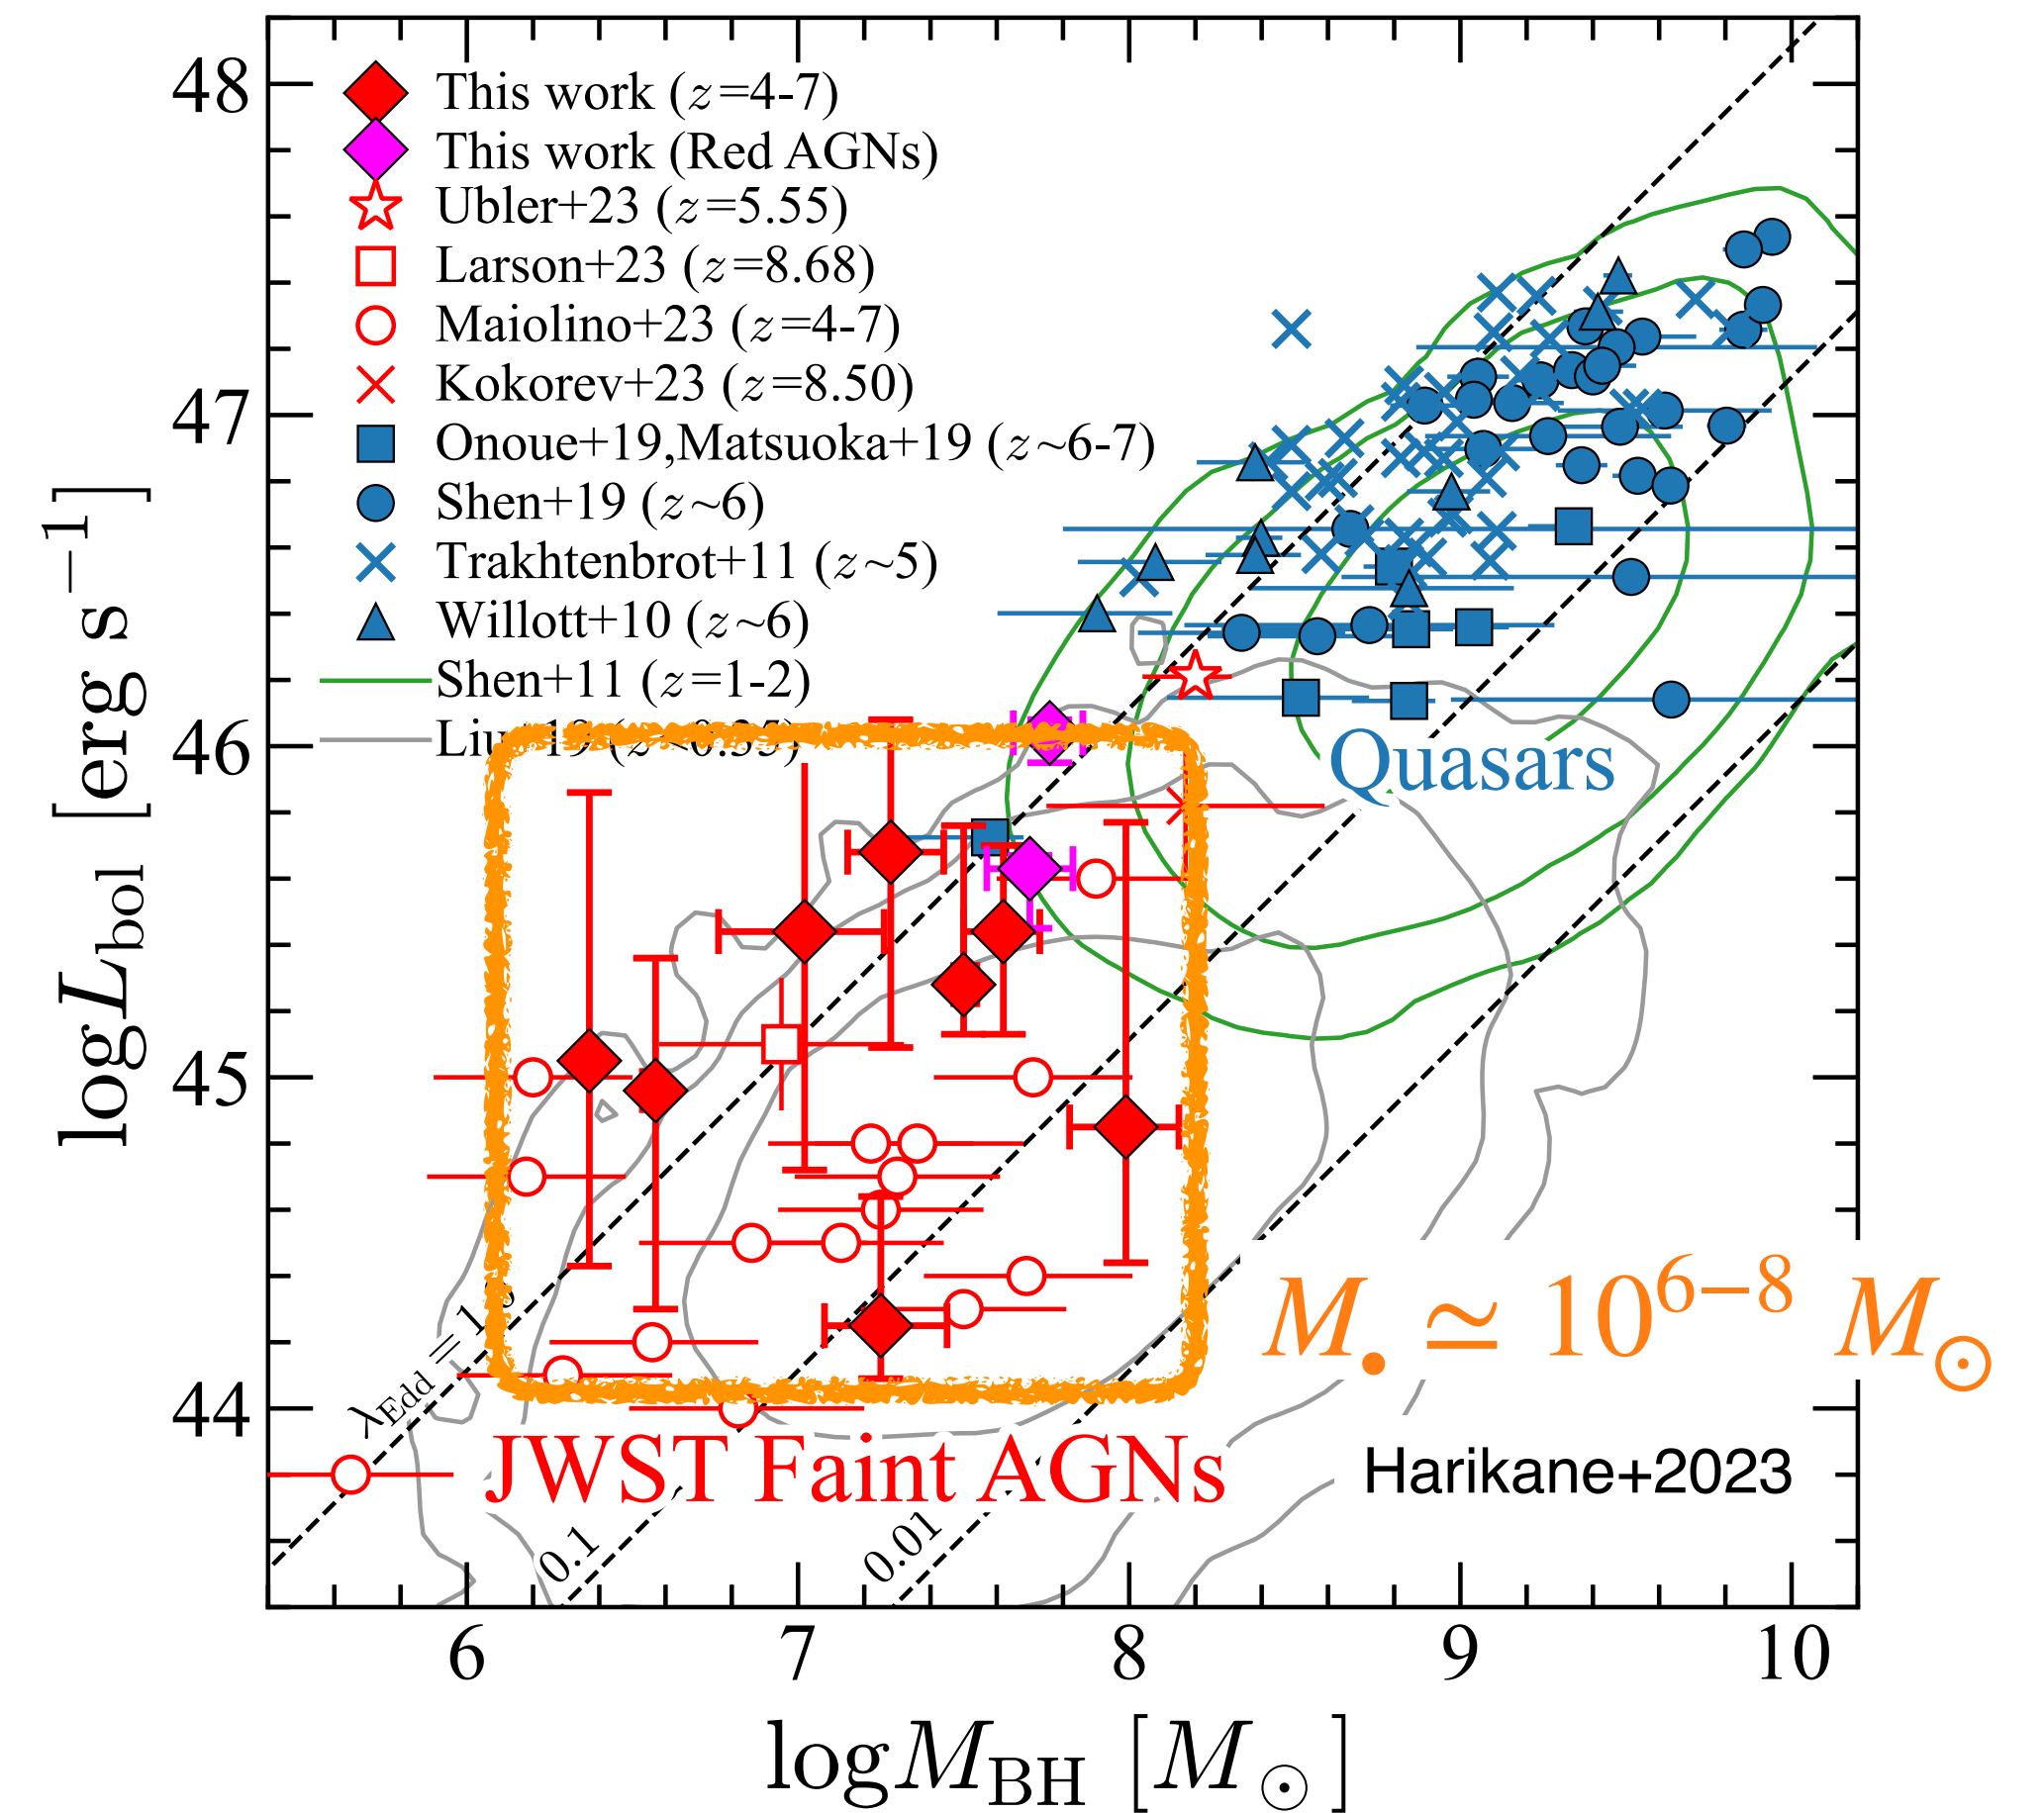 48
47
46
45
44
log L_bol [erg s^−1]
This work (z=4-7)
This work (Red AGNs)
Ubler+23 (z=5.55)
Larson+23 (z=8.68)
Maiolino+23 (z=4-7)
Kokorev+23 (z=8.50)
Onoue+19,Matsuoka+19 (z~6-7)
Shen+19 (z~6)
Trakhtenbrot+11 (z~5)
Willott+10 (z~6)
Shen+11 (z=1-2)
(z~0.35)
Quasars
M• ≃ 10^6−8 M⊙
λ_Edd = 1
JWST Faint AGNs
Harikane+2023
0.1
0.01
6 7 8 9 10
log M_BH [M⊙]